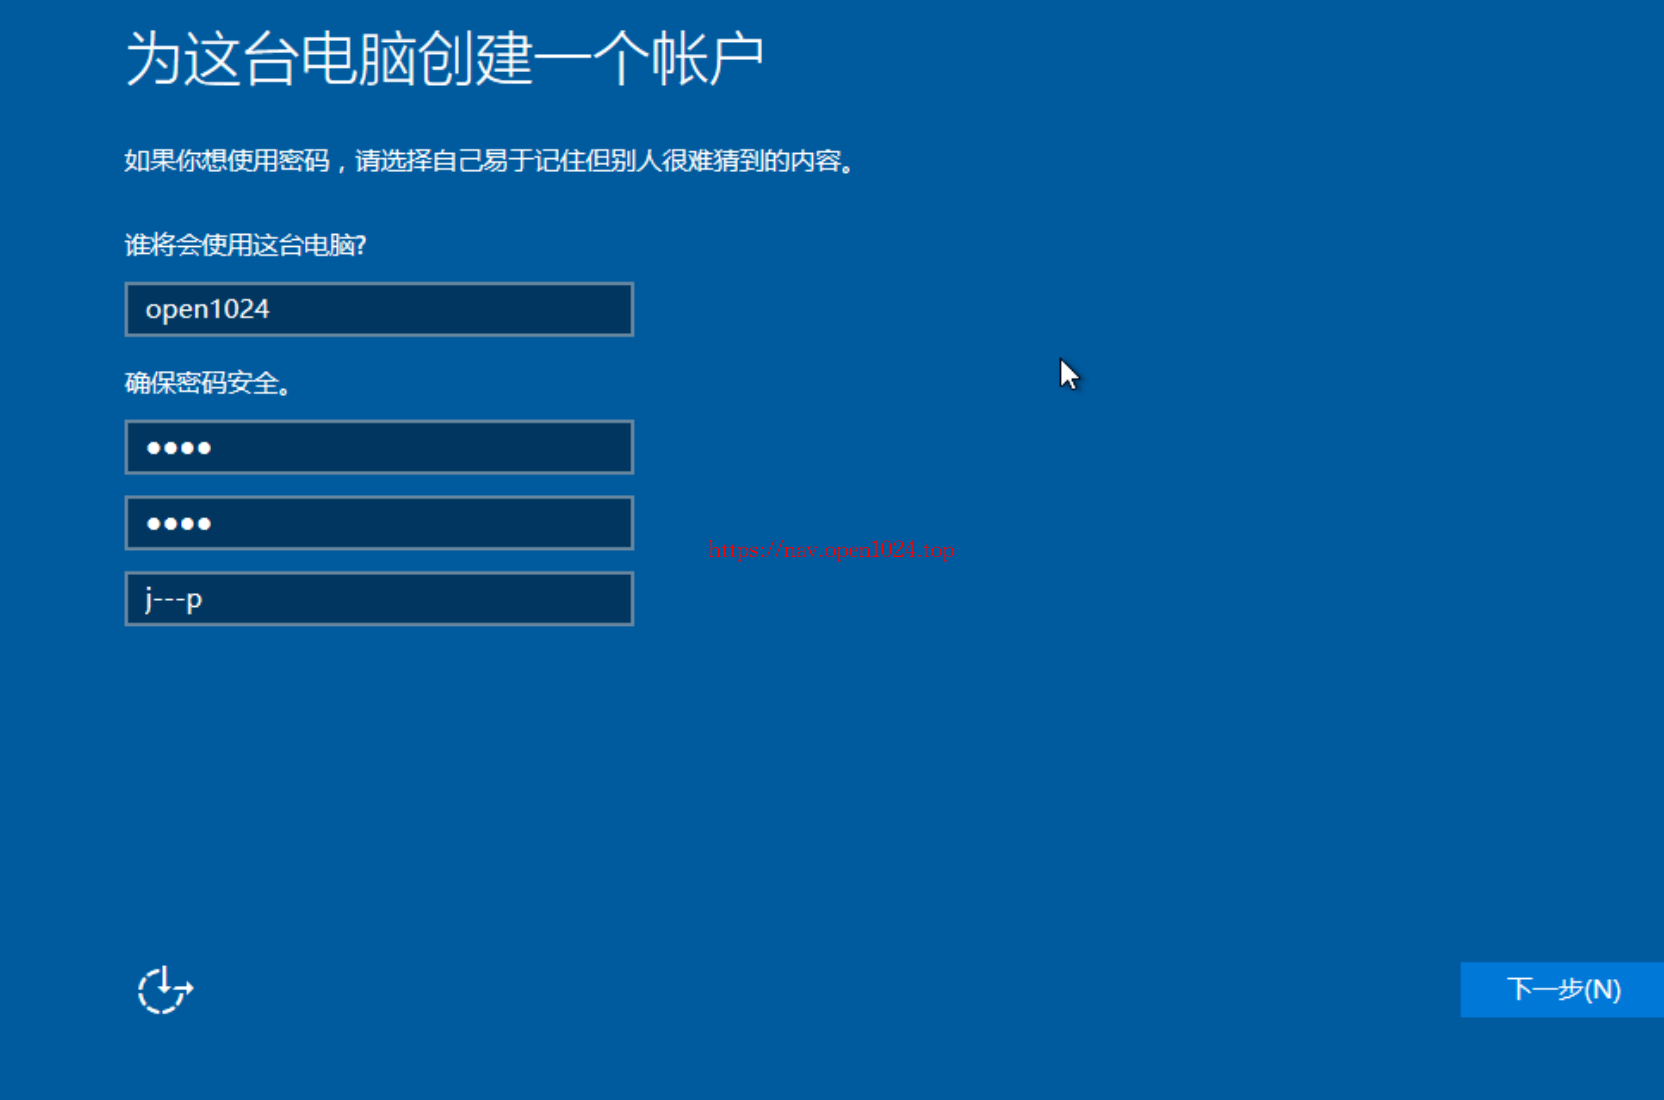 为这台电脑创建一个帐户
如果你想使用密码，请选择自己易于记住但别人很难猜到的内容。
谁将会使用这台电脑?
open1024
确保密码安全。
●●●●
●●●●
https://nav.open1024.top
j---p
下一步(N)